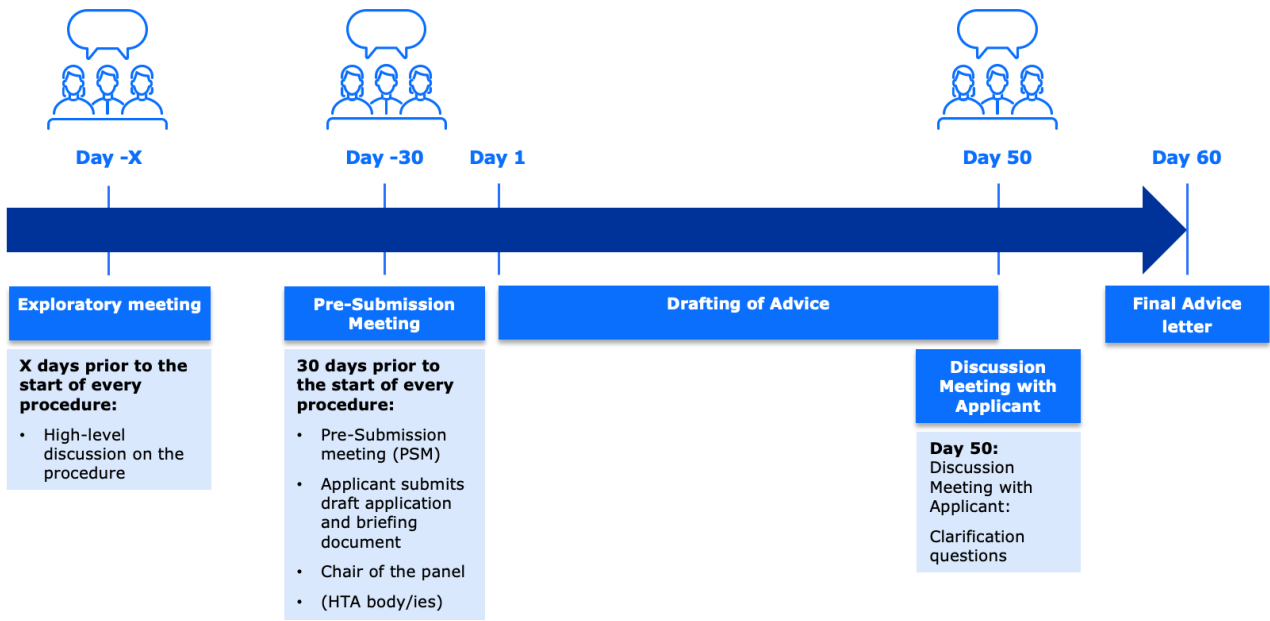 Day -X
Day -30
Day 1
Day 50
Day 60
Exploratory meeting
X days prior to the
start of every
procedure:
• High-level
discussion on the
procedure
Pre-Submission
Meeting
30 days prior to
the start of every
procedure:
• Pre-Submission
meeting (PSM)
• Applicant submits
draft application
and briefing
document
• Chair of the panel
• (HTA body/ies)
Drafting of Advice
Discussion
Meeting with
Applicant
Day 50:
Discussion
Meeting with
Applicant:
Clarification
questions
Final Advice
letter